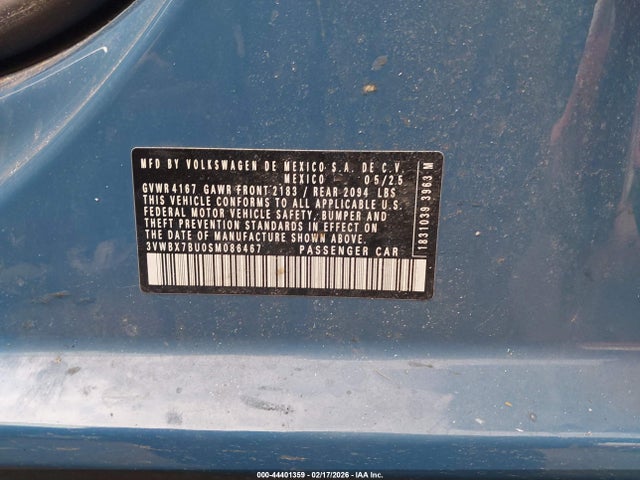 MFD BY VOLKSWAGEN DE MEXICO S.A. DE C.V.
MEXICO 05/25
GVWR 4167 GAWR FRONT 2183 / REAR 2094 LBS
THIS VEHICLE CONFORMS TO ALL APPLICABLE U.S.
FEDERAL MOTOR VEHICLE SAFETY, BUMPER AND
THEFT PREVENTION STANDARDS IN EFFECT ON
THE DATE OF MANUFACTURE SHOWN ABOVE.
3VWBX7BU0SM086467 PASSENGER CAR
1831039 3963 M
000-44401359 - 02/17/2026 - © IAA Inc.